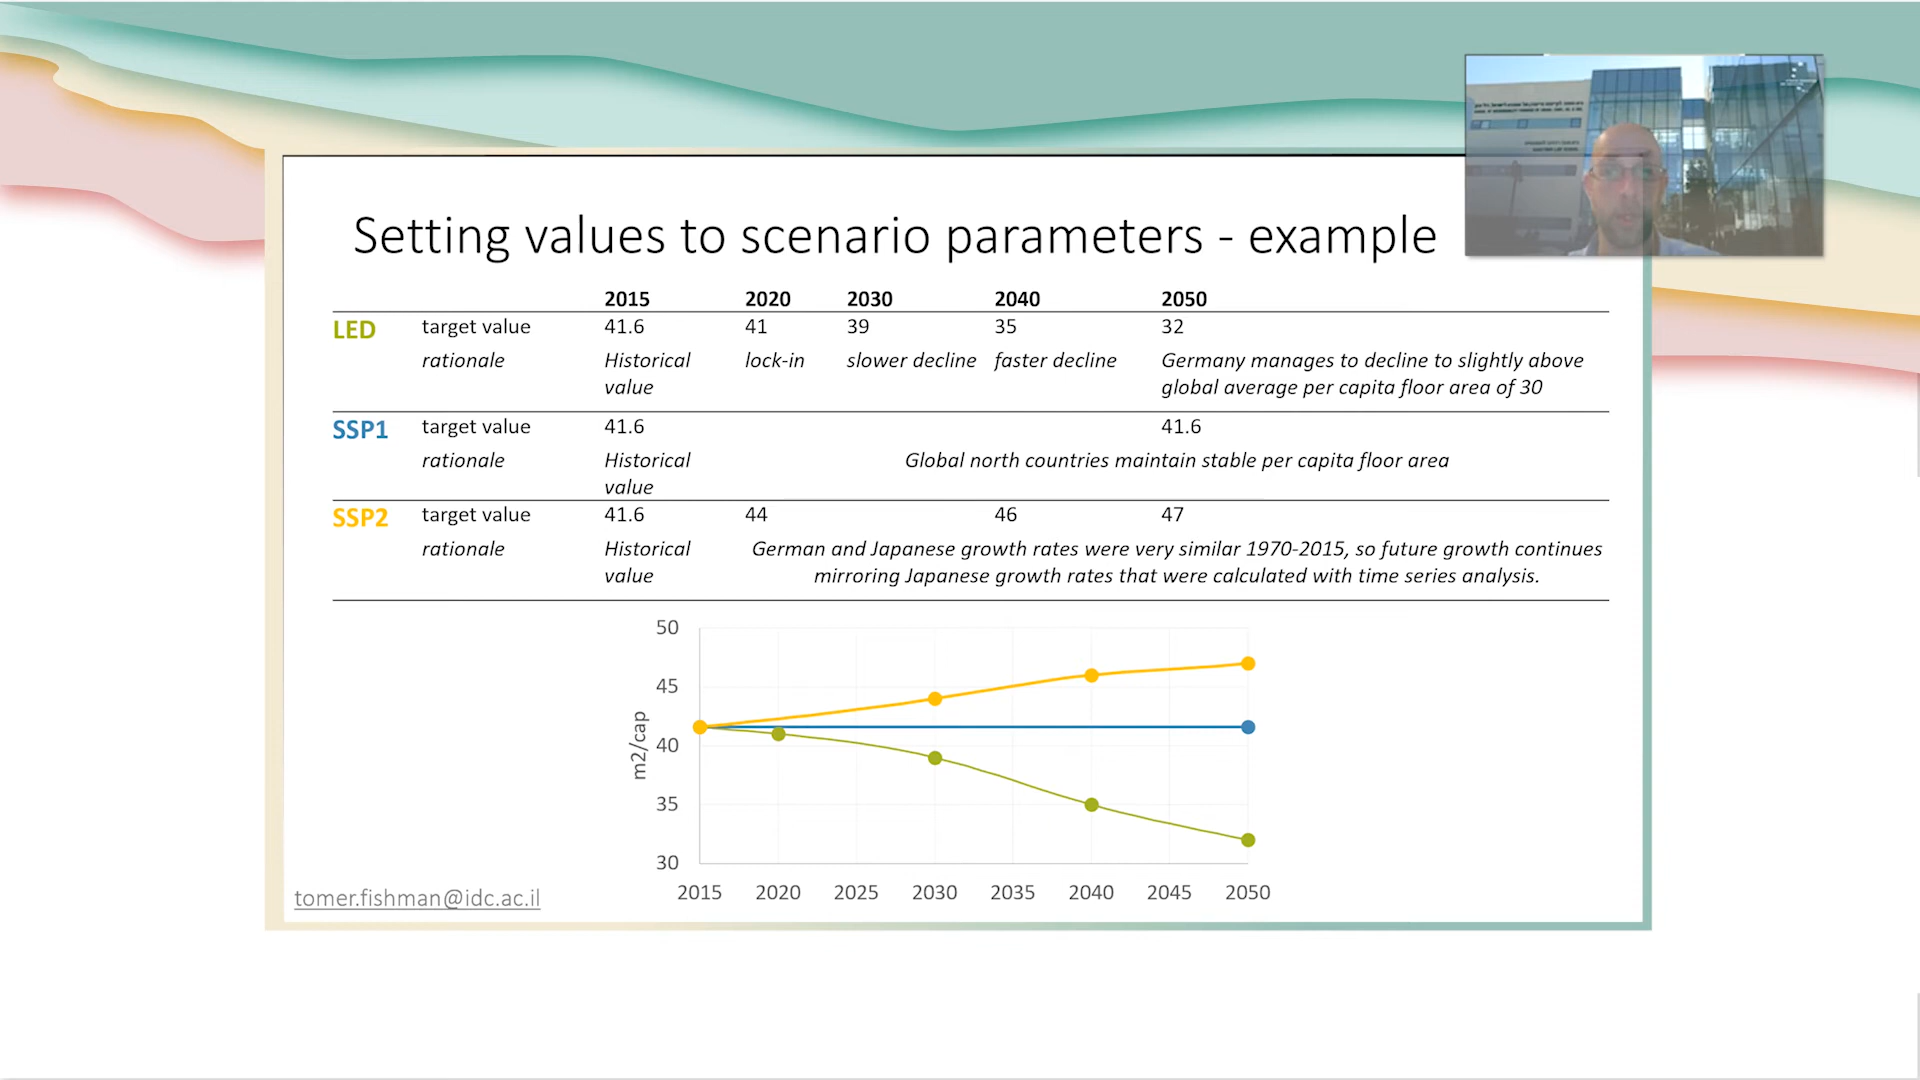 Setting values to scenario parameters - example
2015 2020 2030 2040 2050
LED target value 41.6 41 39 35 32
rationale Historical value lock-in slower decline faster decline Germany manages to decline to slightly above global average per capita floor area of 30
SSP1 target value 41.6 41.6
rationale Historical value Global north countries maintain stable per capita floor area
SSP2 target value 41.6 44 46 47
rationale Historical value German and Japanese growth rates were very similar 1970-2015, so future growth continues mirroring Japanese growth rates that were calculated with time series analysis.
50
45
40
35
30
m2/cap
2015 2020 2025 2030 2035 2040 2045 2050
tomer.fishman@idc.ac.il